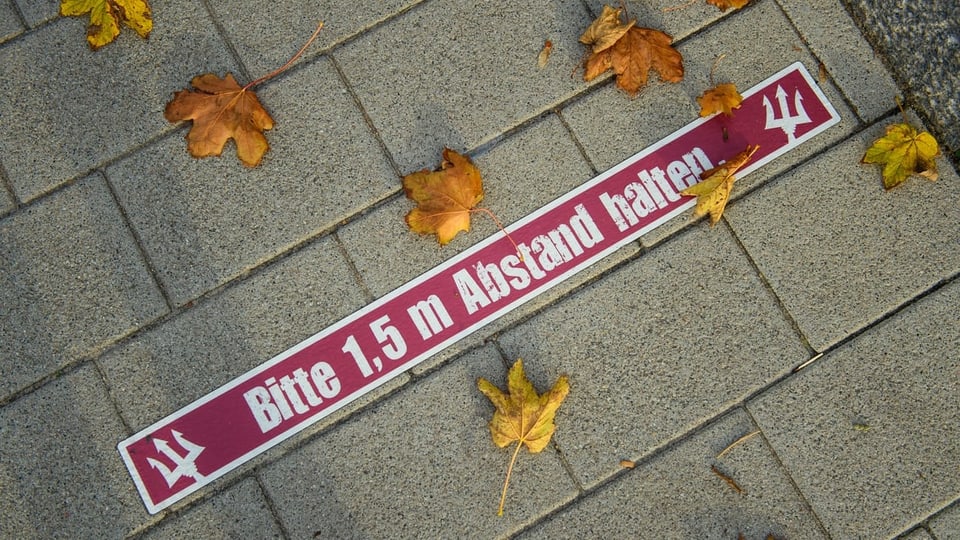 Bitte 1,5 m Abstand halten.